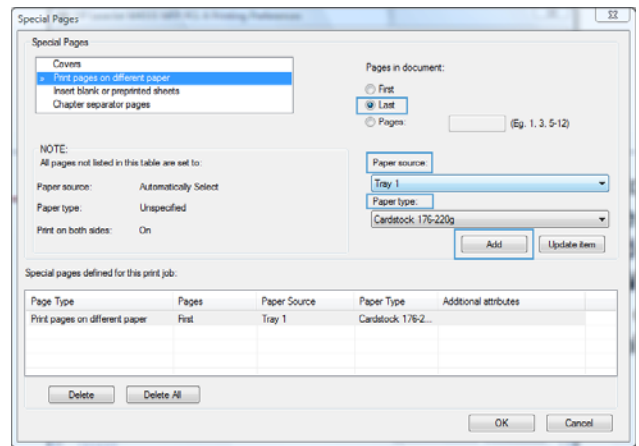 Special Pages
Special Pages
Covers
» Print pages on different paper
Insert blank or preprinted sheets
Chapter separator pages
Pages in document:
First
Last
Pages:
(Eg. 1, 3, 5-12)
NOTE:
All pages not listed in this table are set to:
Paper source: Automatically Select
Paper type: Unspecified
Print on both sides: On
Paper source:
Tray 1
Paper type:
Cardstock 176-220g
Add
Update item
Special pages defined for this print job:
Page Type Pages Paper Source Paper Type Additional attributes
Print pages on different paper First Tray 1 Cardstock 176-2...
Delete
Delete All
OK
Cancel